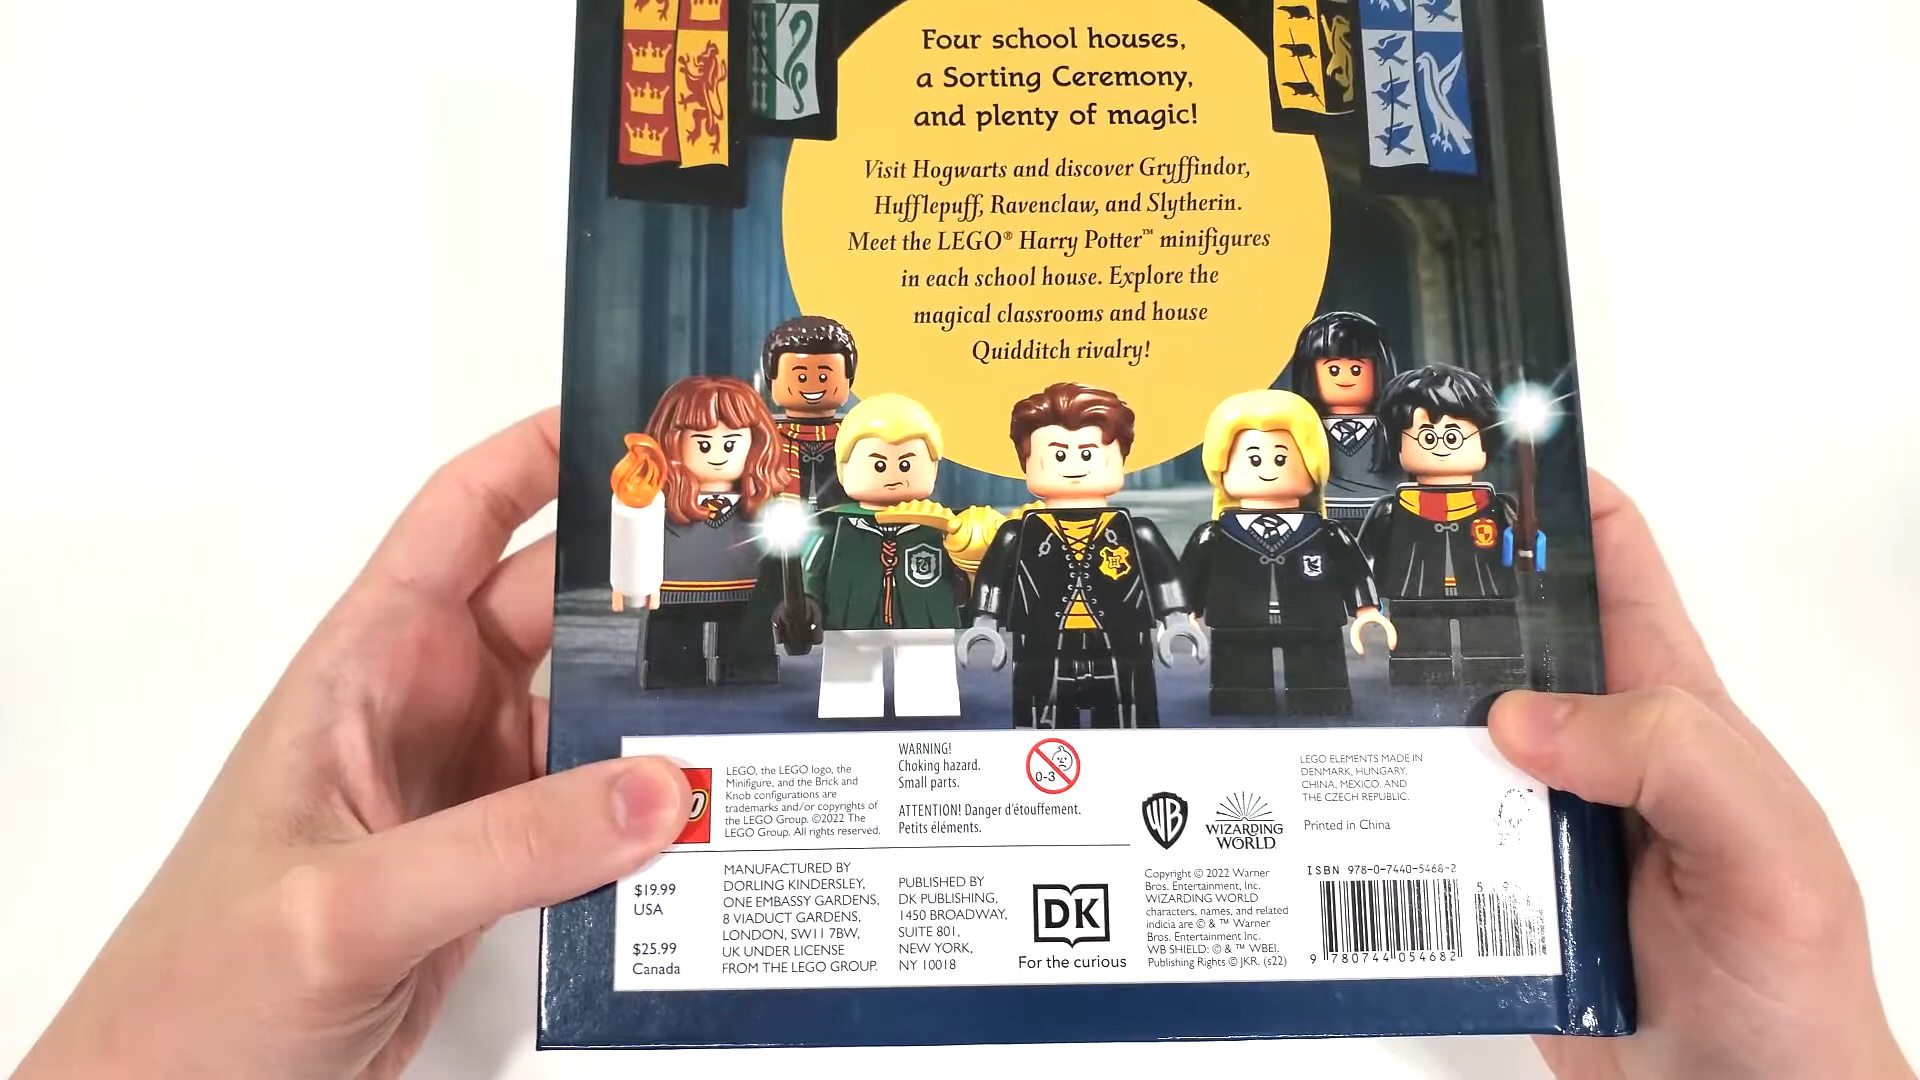 Four school houses,
a Sorting Ceremony,
and plenty of magic!
Visit Hogwarts and discover Gryffindor,
Hufflepuff, Ravenclaw, and Slytherin.
Meet the LEGO® Harry Potter™ minifigures
in each school house. Explore the
magical classrooms and house
Quidditch rivalry!
LEGO, the LEGO logo, the
Minifigure, and the Brick and
Knob configurations are
trademarks and/or copyrights of
the LEGO Group. ©2022 The
LEGO Group. All rights reserved.
WARNING!
Choking hazard.
Small parts.
0-3
ATTENTION! Danger d'étouffement.
Petits éléments.
WB
WIZARDING
WORLD
LEGO ELEMENTS MADE IN
DENMARK, HUNGARY,
CHINA, MEXICO, AND
THE CZECH REPUBLIC.
Printed in China
$19.99
USA
$25.99
Canada
MANUFACTURED BY
DORLING KINDERSLEY,
ONE EMBASSY GARDENS,
8 VIADUCT GARDENS,
LONDON, SW11 7BW,
UK UNDER LICENSE
FROM THE LEGO GROUP.
PUBLISHED BY
DK PUBLISHING,
1450 BROADWAY,
SUITE 801,
NEW YORK,
NY 10018
DK
For the curious
Copyright © 2022 Warner
Bros. Entertainment, Inc.
WIZARDING WORLD
characters, names, and related
indicia are © & ™ Warner
Bros. Entertainment Inc.
WB SHIELD: © & ™ WBEI.
Publishing Rights © JKR. (s22)
ISBN 978-0-7440-5468-2
9 780744 054682